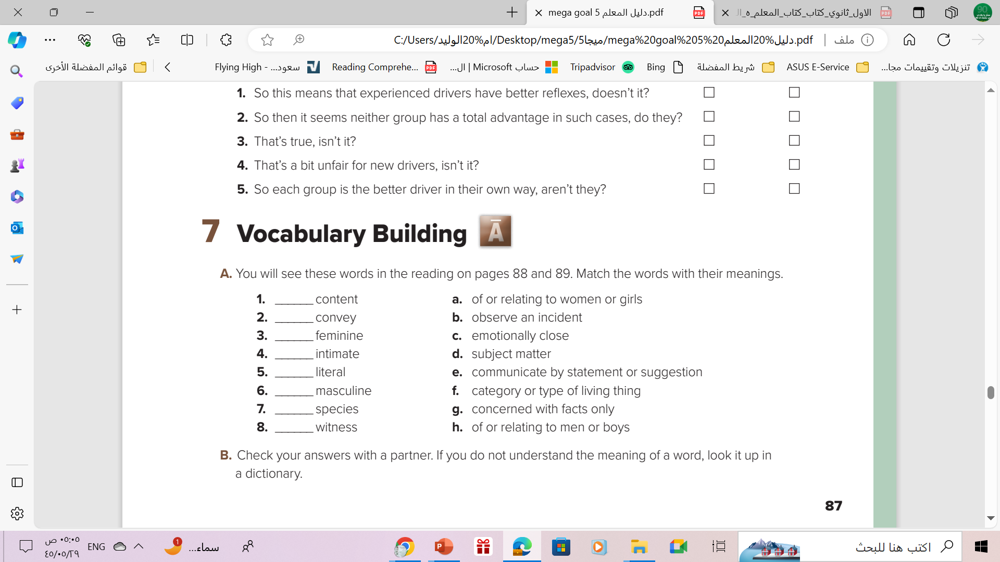 mega goal 5 دليل المعلم.pdf
الاول_ثانوي_كتاب_كتاب_المعلم_ه_ال
C:/Users/ام%20الوليد/Desktop/mega5/ميجا5/mega%20goal%205%20دليل%20المعلم.pdf
ملف
قوائم المفضلة الأخرى
Flying High - سعود...
Reading Comprehe...
حساب Microsoft | ال...
Tripadvisor
Bing
شريط المفضلة
ASUS E-Service
تنزيلات وتقييمات مجا...
1. So this means that experienced drivers have better reflexes, doesn't it?
2. So then it seems neither group has a total advantage in such cases, do they?
3. That's true, isn't it?
4. That's a bit unfair for new drivers, isn't it?
5. So each group is the better driver in their own way, aren't they?
7 Vocabulary Building A
A. You will see these words in the reading on pages 88 and 89. Match the words with their meanings.
1. ______ content a. of or relating to women or girls
2. ______ convey b. observe an incident
3. ______ feminine c. emotionally close
4. ______ intimate d. subject matter
5. ______ literal e. communicate by statement or suggestion
6. ______ masculine f. category or type of living thing
7. ______ species g. concerned with facts only
8. ______ witness h. of or relating to men or boys
B. Check your answers with a partner. If you do not understand the meaning of a word, look it up in
a dictionary.
87
٠٥:٠٥ ص
٤٥/٠٥/٢٩
ENG
سماء...
1
اكتب هنا للبحث